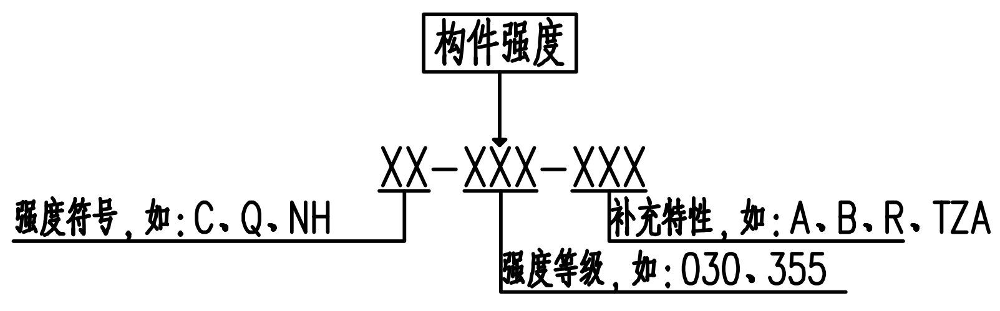 构件强度
XX-XXX-XXX
强度符号,如:C、Q、NH
补充特性,如:A、B、R、TZA
强度等级,如:030、355